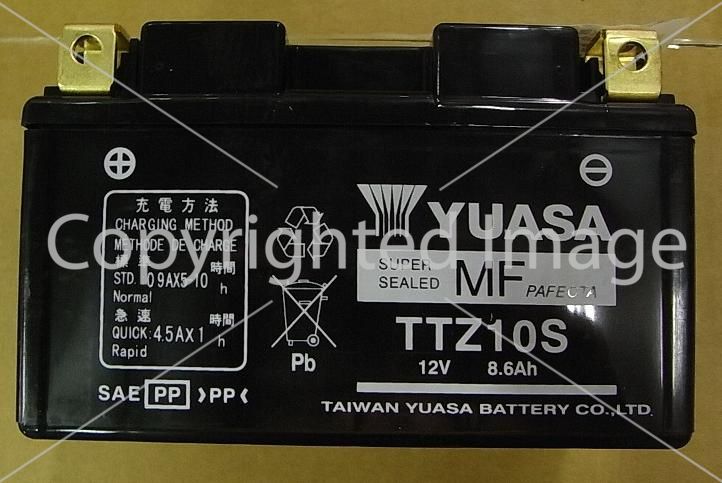 充電方法
CHARGING METHOD
METHODE DE CHARGE
標準 時間
STD. 0.9AX5-10 h
Normal
急速 時間
QUICK: 4.5AX1 h
Rapid
SAE PP >PP<
Pb
YUASA
SUPER SEALED MF PAFECTA
TTZ10S
12V 8.6Ah
TAIWAN YUASA BATTERY CO.,LTD.
Copyrighted Image